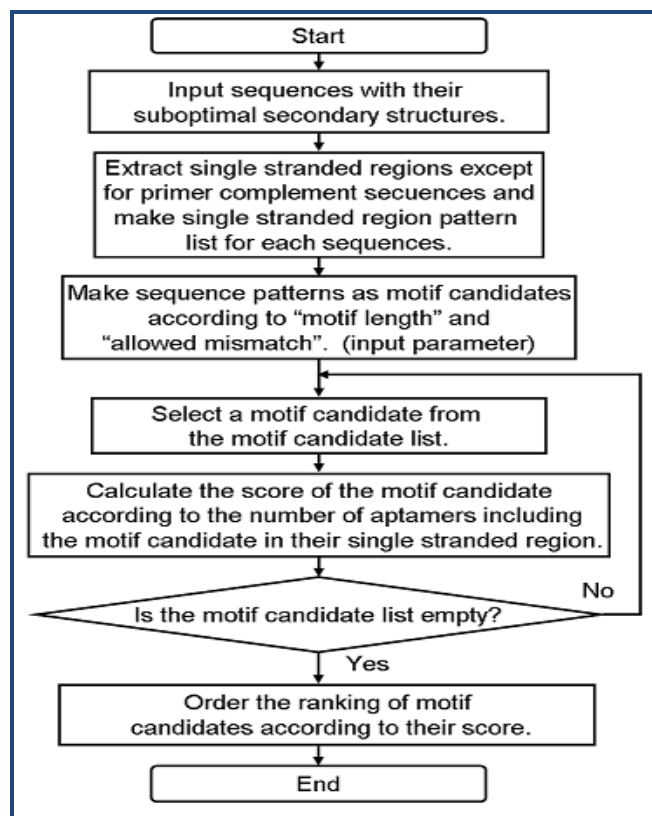 Start
Input sequences with their
suboptimal secondary structures.
Extract single stranded regions except
for primer complement secuences and
make single stranded region pattern
list for each sequences.
Make sequence patterns as motif candidates
according to “motif length” and
“allowed mismatch”. (input parameter)
Select a motif candidate from
the motif candidate list.
Calculate the score of the motif candidate
according to the number of aptamers including
the motif candidate in their single stranded region.
Is the motif candidate list empty?
No
Yes
Order the ranking of motif
candidates according to their score.
End